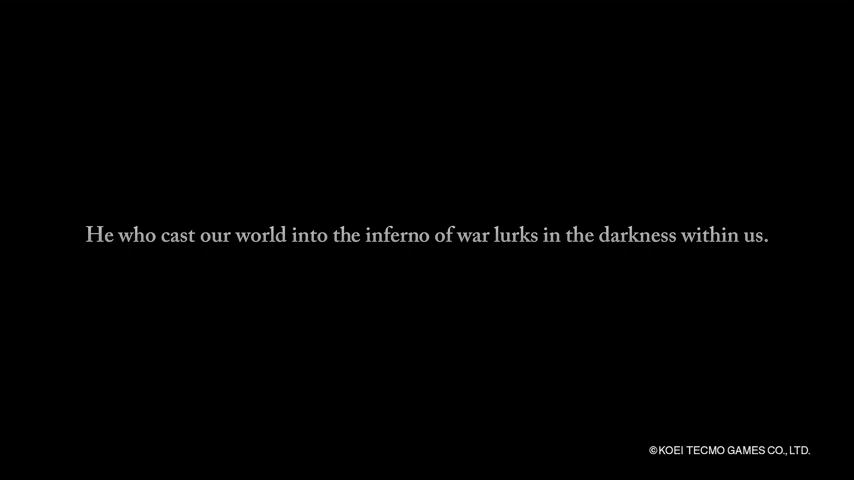 He who cast our world into the inferno of war lurks in the darkness within us.
©KOEI TECMO GAMES CO., LTD.